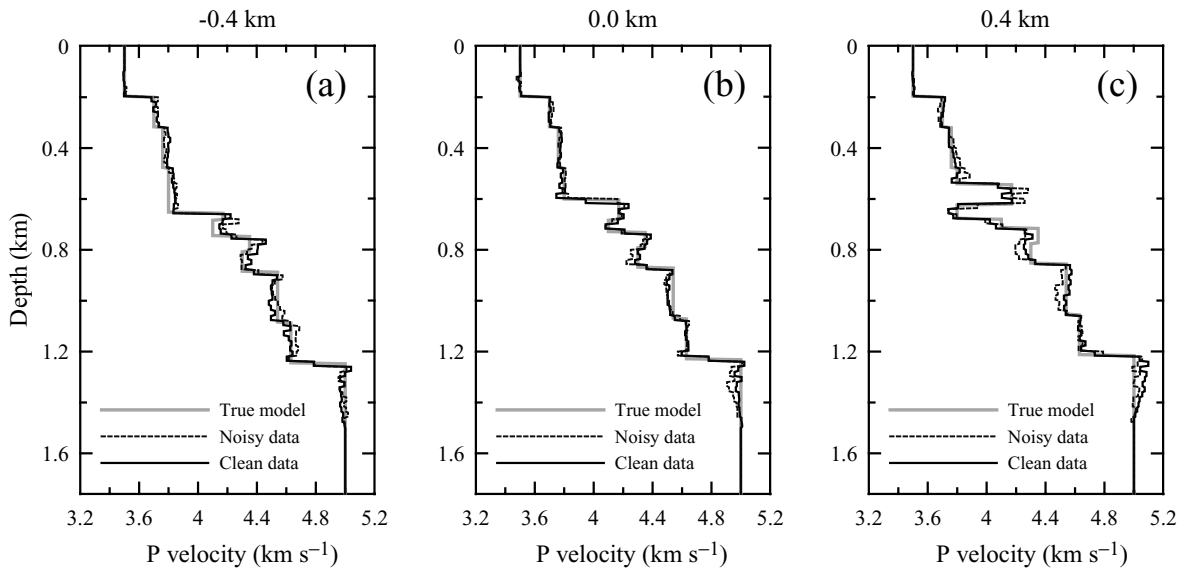 -0.4 km 0.0 km 0.4 km
(a) (b) (c)
0 0 0
0.4 0.4 0.4
0.8 0.8 0.8
1.2 1.2 1.2
1.6 1.6 1.6
Depth (km)
True model True model True model
Noisy data Noisy data Noisy data
Clean data Clean data Clean data
3.2 3.6 4 4.4 4.8 5.2 3.2 3.6 4 4.4 4.8 5.2 3.2 3.6 4 4.4 4.8 5.2
P velocity (km s⁻¹) P velocity (km s⁻¹) P velocity (km s⁻¹)